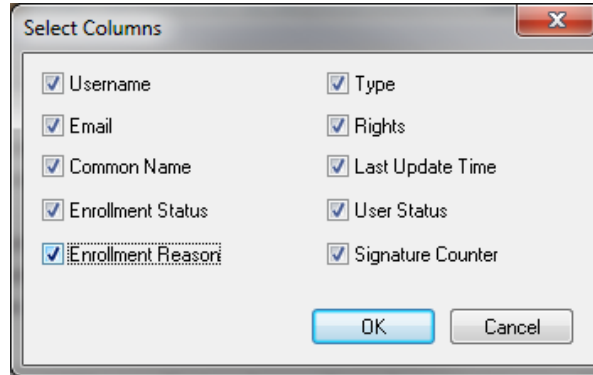 Select Columns
Username
Type
Email
Rights
Common Name
Last Update Time
Enrollment Status
User Status
Enrollment Reason
Signature Counter
OK
Cancel